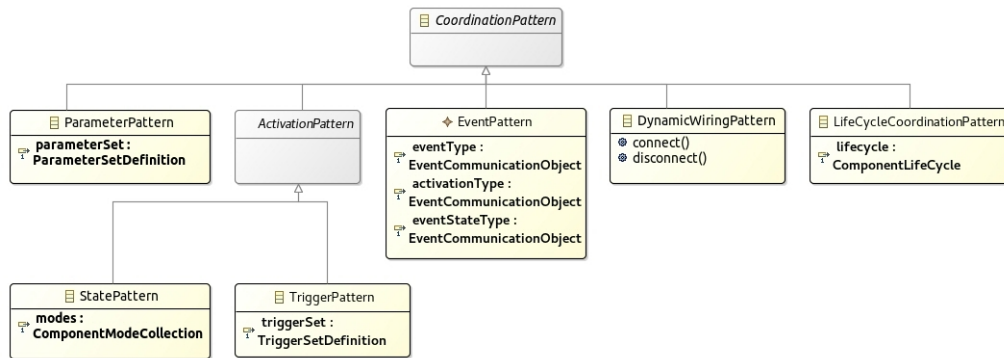 CoordinationPattern
ParameterPattern
parameterSet :
ParameterSetDefinition
ActivationPattern
EventPattern
eventType :
EventCommunicationObject
activationType :
EventCommunicationObject
eventStateType :
EventCommunicationObject
DynamicWiringPattern
connect()
disconnect()
LifeCycleCoordinationPattern
lifecycle :
ComponentLifeCycle
StatePattern
modes :
ComponentModeCollection
TriggerPattern
triggerSet :
TriggerSetDefinition